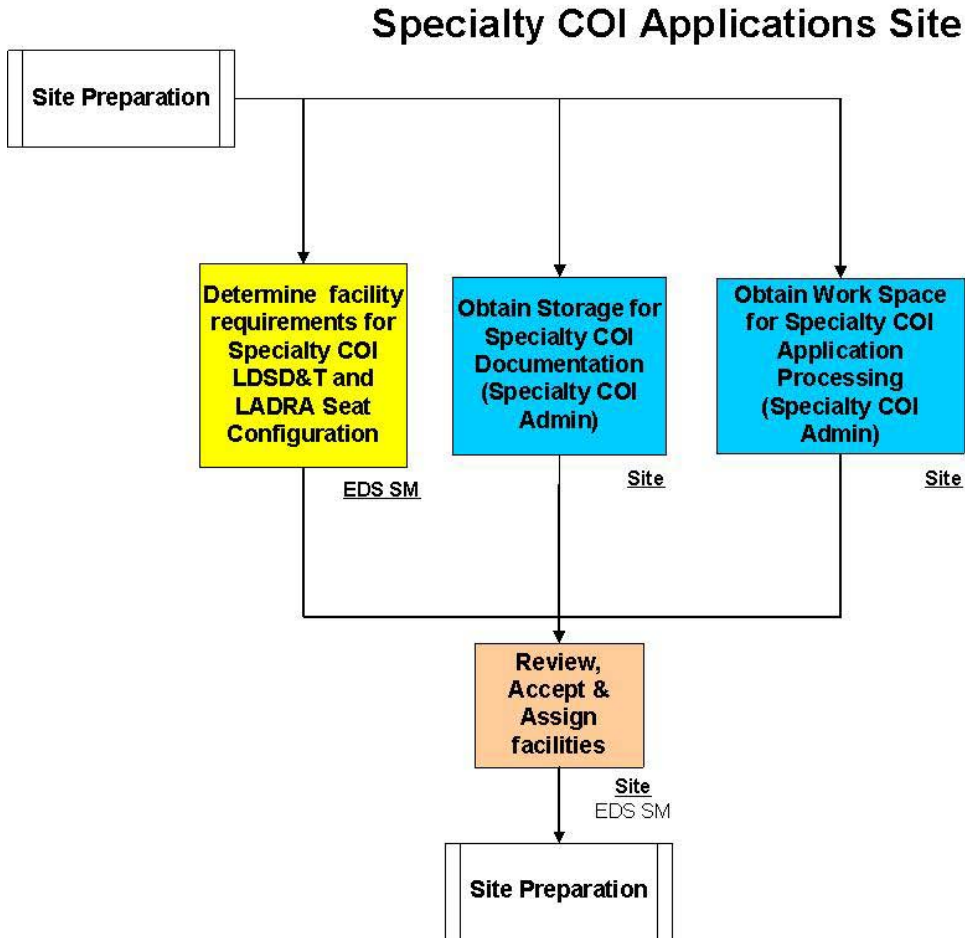 Specialty COI Applications Site
Site Preparation
Determine facility
requirements for
Specialty COI
LDSD&T and
LADRA Seat
Configuration
EDS SM
Obtain Storage for
Specialty COI
Documentation
(Specialty COI
Admin)
Site
Obtain Work Space
for Specialty COI
Application
Processing
(Specialty COI
Admin)
Site
Review,
Accept &
Assign
facilities
Site
EDS SM
Site Preparation